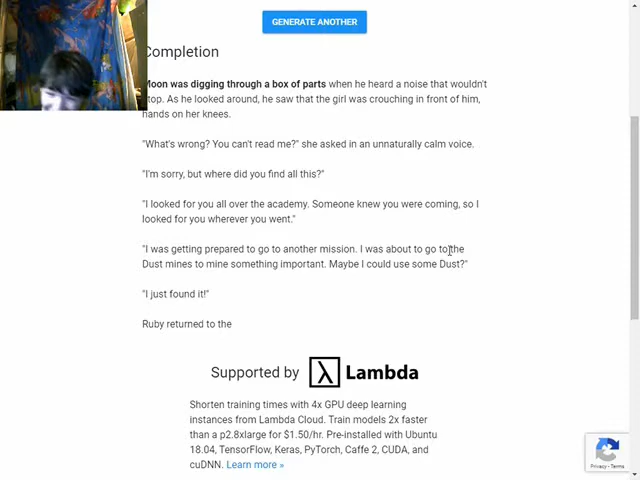 GENERATE ANOTHER
Completion
Moon was digging through a box of parts when he heard a noise that wouldn't
stop. As he looked around, he saw that the girl was crouching in front of him,
hands on her knees.
"What's wrong? You can't read me?" she asked in an unnaturally calm voice.
"I'm sorry, but where did you find all this?"
"I looked for you all over the academy. Someone knew you were coming, so I
looked for you wherever you went."
"I was getting prepared to go to another mission. I was about to go to the
Dust mines to mine something important. Maybe I could use some Dust?"
"I just found it!"
Ruby returned to the
Supported by λ Lambda
Shorten training times with 4x GPU deep learning
instances from Lambda Cloud. Train models 2x faster
than a p2.8xlarge for $1.50/hr. Pre-installed with Ubuntu
18.04, TensorFlow, Keras, PyTorch, Caffe 2, CUDA, and
cuDNN. Learn more »
Privacy - Terms